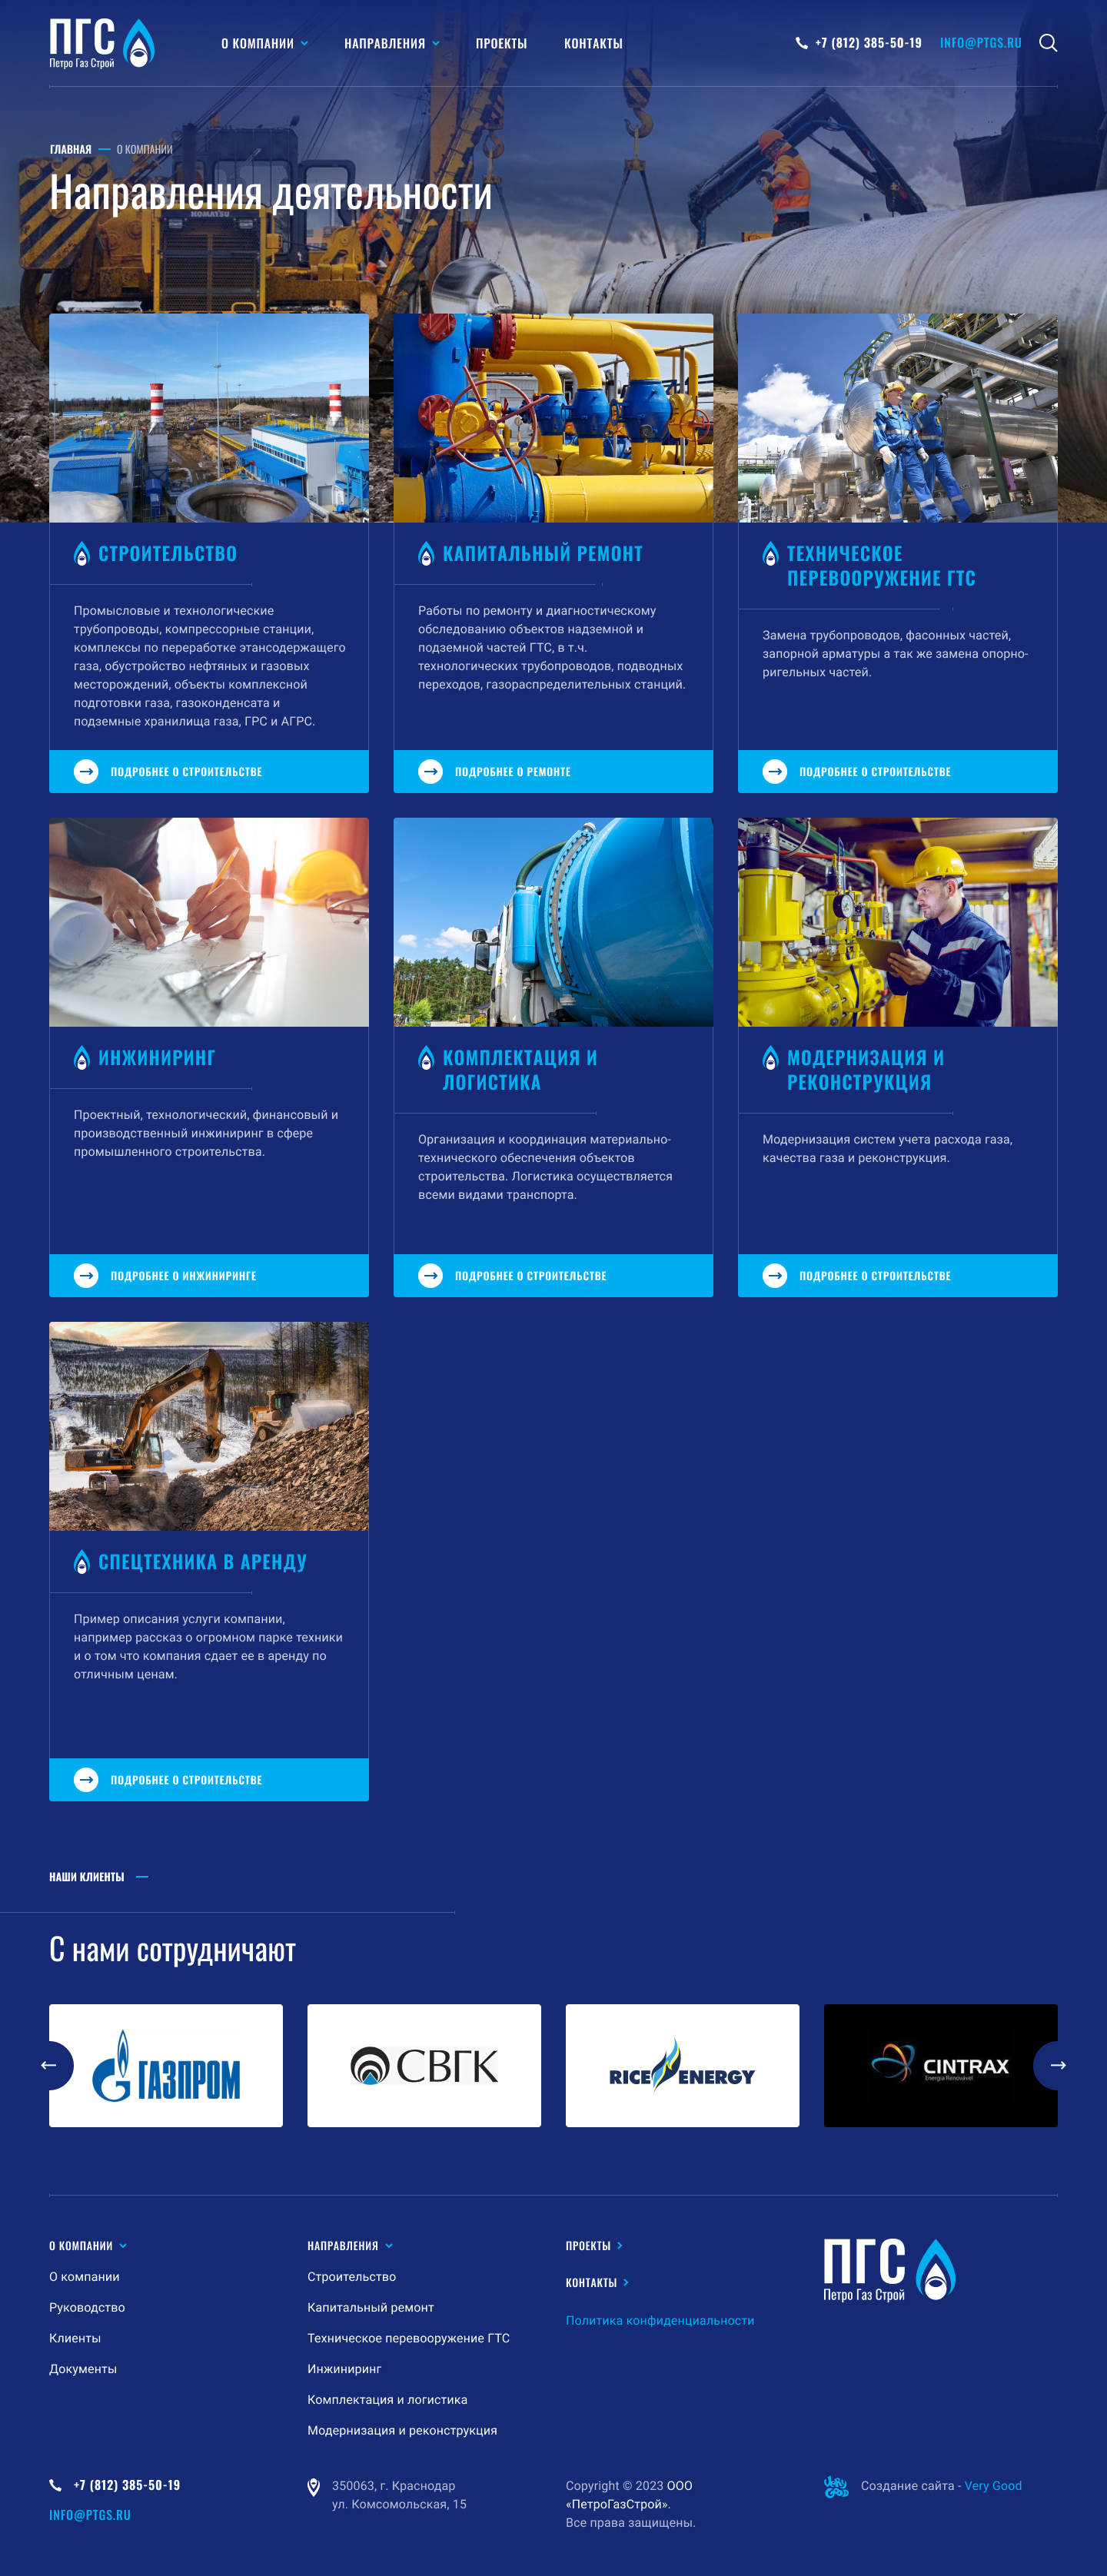 ПГС
Петро Газ Строй
О КОМПАНИИ
НАПРАВЛЕНИЯ
ПРОЕКТЫ
КОНТАКТЫ
+7 (812) 385-50-19
INFO@PTGS.RU
ГЛАВНАЯ — О КОМПАНИИ
Направления деятельности
KOMATSU
СТРОИТЕЛЬСТВО
Промысловые и технологические
трубопроводы, компрессорные станции,
комплексы по переработке этансодержащего
газа, обустройство нефтяных и газовых
месторождений, объекты комплексной
подготовки газа, газоконденсата и
подземные хранилища газа, ГРС и АГРС.
ПОДРОБНЕЕ О СТРОИТЕЛЬСТВЕ
КАПИТАЛЬНЫЙ РЕМОНТ
Работы по ремонту и диагностическому
обследованию объектов надземной и
подземной частей ГТС, в т.ч.
технологических трубопроводов, подводных
переходов, газораспределительных станций.
ПОДРОБНЕЕ О РЕМОНТЕ
ТЕХНИЧЕСКОЕ
ПЕРЕВООРУЖЕНИЕ ГТС
Замена трубопроводов, фасонных частей,
запорной арматуры а так же замена опорно-
ригельных частей.
ПОДРОБНЕЕ О СТРОИТЕЛЬСТВЕ
ИНЖИНИРИНГ
Проектный, технологический, финансовый и
производственный инжиниринг в сфере
промышленного строительства.
ПОДРОБНЕЕ О ИНЖИНИРИНГЕ
КОМПЛЕКТАЦИЯ И
ЛОГИСТИКА
Организация и координация материально-
технического обеспечения объектов
строительства. Логистика осуществляется
всеми видами транспорта.
ПОДРОБНЕЕ О СТРОИТЕЛЬСТВЕ
МОДЕРНИЗАЦИЯ И
РЕКОНСТРУКЦИЯ
Модернизация систем учета расхода газа,
качества газа и реконструкция.
ПОДРОБНЕЕ О СТРОИТЕЛЬСТВЕ
СПЕЦТЕХНИКА В АРЕНДУ
Пример описания услуги компании,
например рассказ о огромном парке техники
и о том что компания сдает ее в аренду по
отличным ценам.
ПОДРОБНЕЕ О СТРОИТЕЛЬСТВЕ
НАШИ КЛИЕНТЫ —
С нами сотрудничают
ГАЗПРОМ
СВГК
RICE ENERGY
CINTRAX
Energia Renovável
О КОМПАНИИ
О компании
Руководство
Клиенты
Документы
НАПРАВЛЕНИЯ
Строительство
Капитальный ремонт
Техническое перевооружение ГТС
Инжиниринг
Комплектация и логистика
Модернизация и реконструкция
ПРОЕКТЫ
КОНТАКТЫ
Политика конфиденциальности
ПГС
Петро Газ Строй
+7 (812) 385-50-19
INFO@PTGS.RU
350063, г. Краснодар
ул. Комсомольская, 15
Copyright © 2023 ООО
«ПетроГазСтрой».
Все права защищены.
Very
Good
Создание сайта - Very Good